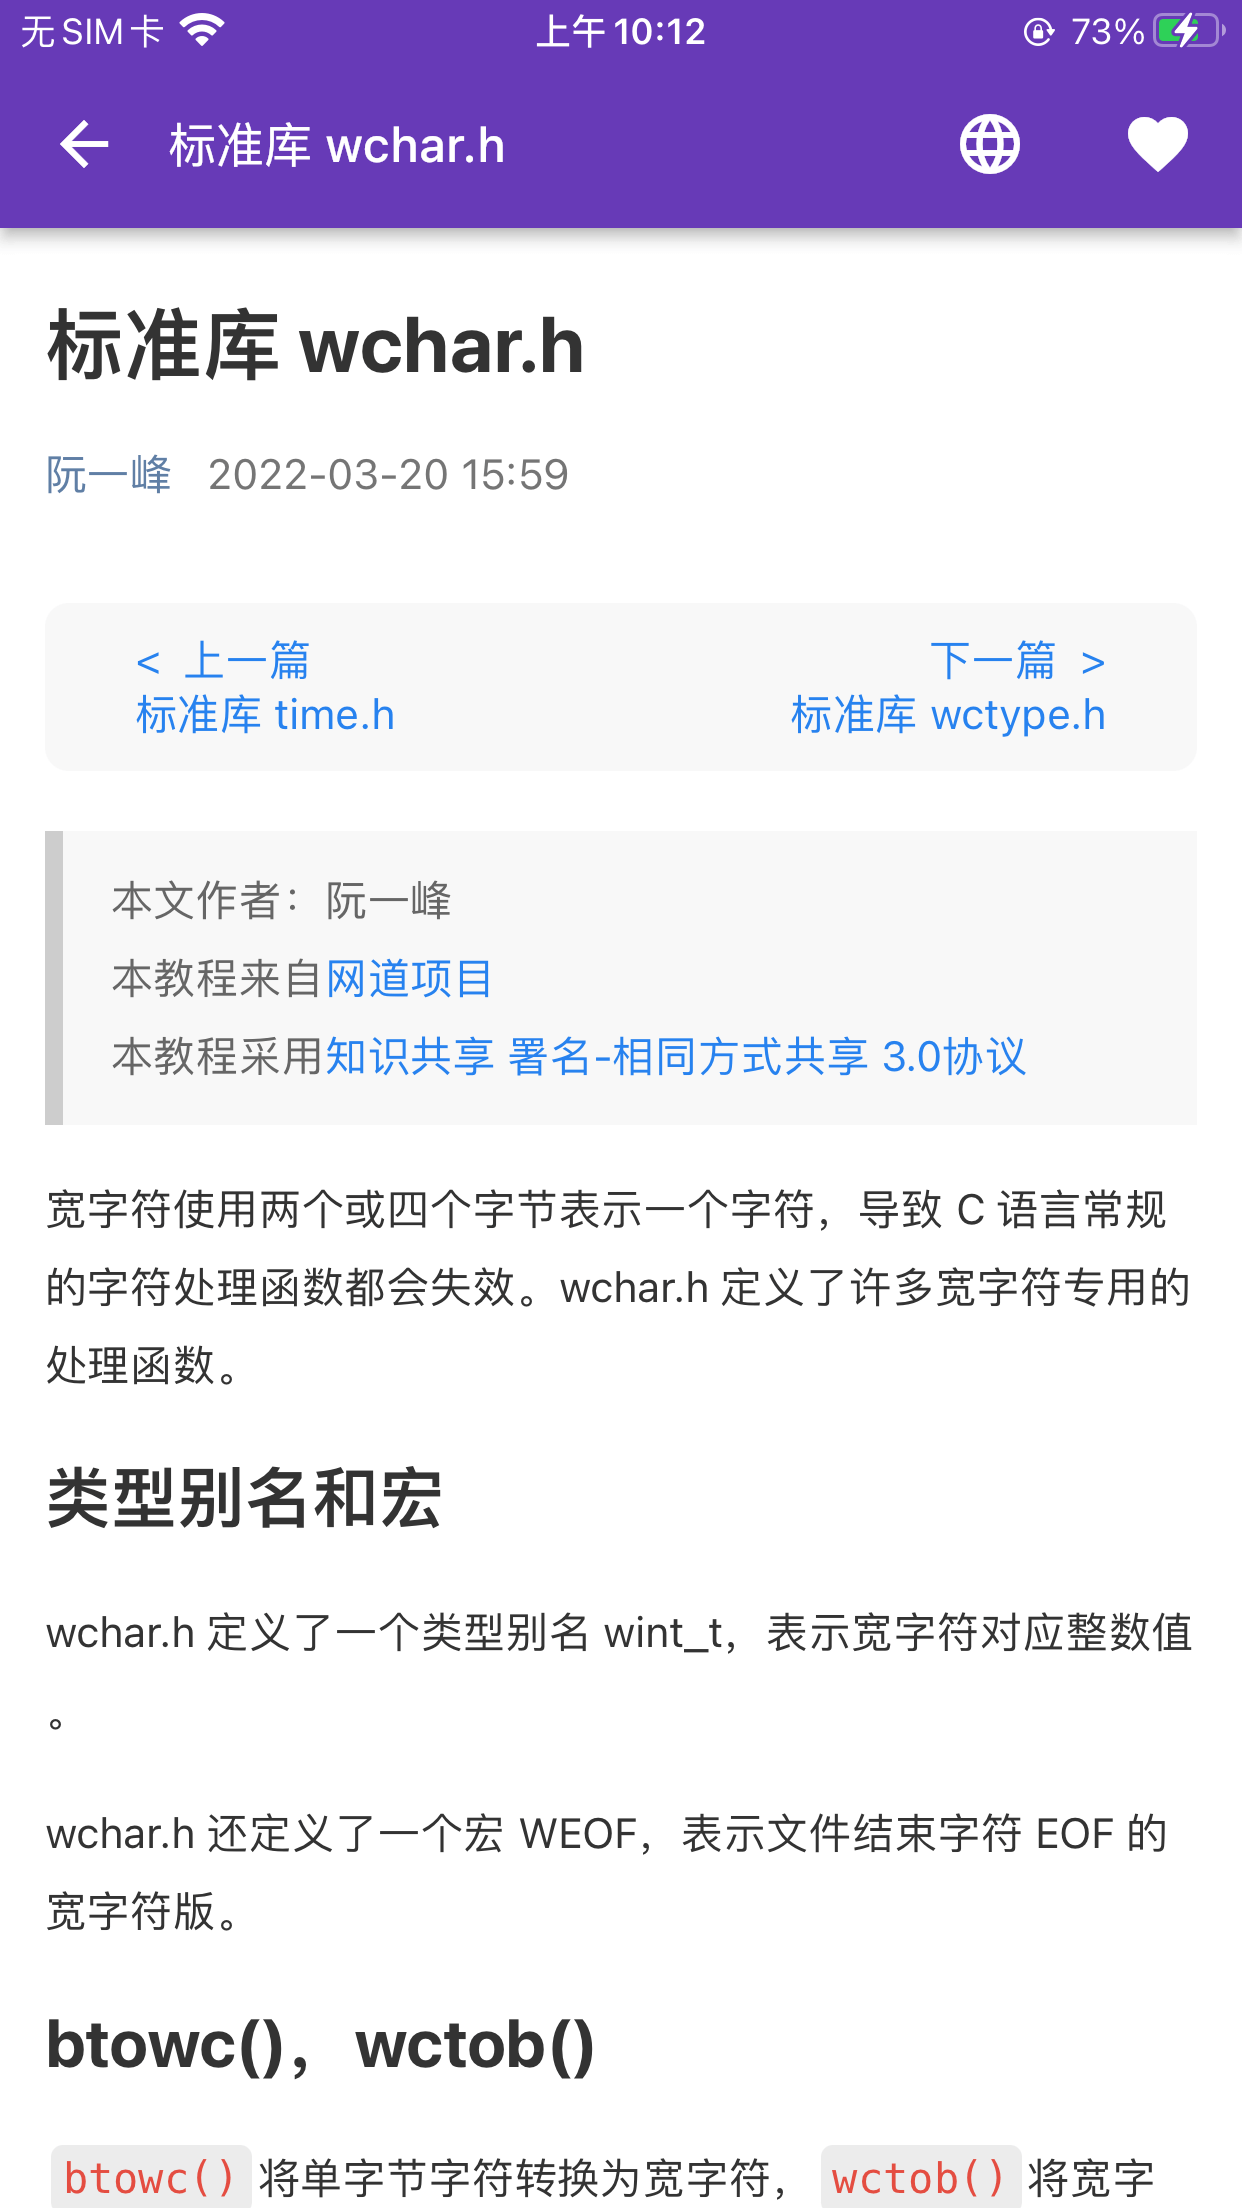 无 SIM 卡 上午10:12 73%
标准库 wchar.h
标准库 wchar.h
阮一峰 2022-03-20 15:59
< 上一篇
标准库 time.h
下一篇 >
标准库 wctype.h
本文作者：阮一峰
本教程来自网道项目
本教程采用知识共享 署名-相同方式共享 3.0协议
宽字符使用两个或四个字节表示一个字符，导致 C 语言常规
的字符处理函数都会失效。wchar.h 定义了许多宽字符专用的
处理函数。
类型别名和宏
wchar.h 定义了一个类型别名 wint_t，表示宽字符对应整数值
。
wchar.h 还定义了一个宏 WEOF，表示文件结束字符 EOF 的
宽字符版。
btowc()，wctob()
btowc() 将单字节字符转换为宽字符， wctob() 将宽字